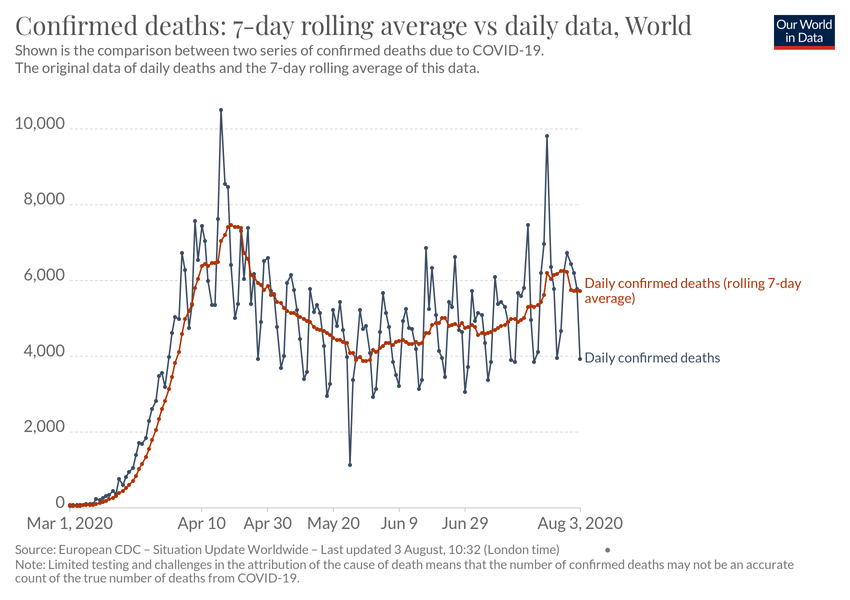 Confirmed deaths: 7-day rolling average vs daily data, World
Our World
in Data
Shown is the comparison between two series of confirmed deaths due to COVID-19.
The original data of daily deaths and the 7-day rolling average of this data.
10,000
8,000
6,000
4,000
2,000
0
Daily confirmed deaths (rolling 7-day
average)
Daily confirmed deaths
Mar 1, 2020 Apr 10 Apr 30 May 20 Jun 9 Jun 29 Aug 3, 2020
Source: European CDC – Situation Update Worldwide – Last updated 3 August, 10:32 (London time) •
Note: Limited testing and challenges in the attribution of the cause of death means that the number of confirmed deaths may not be an accurate
count of the true number of deaths from COVID-19.